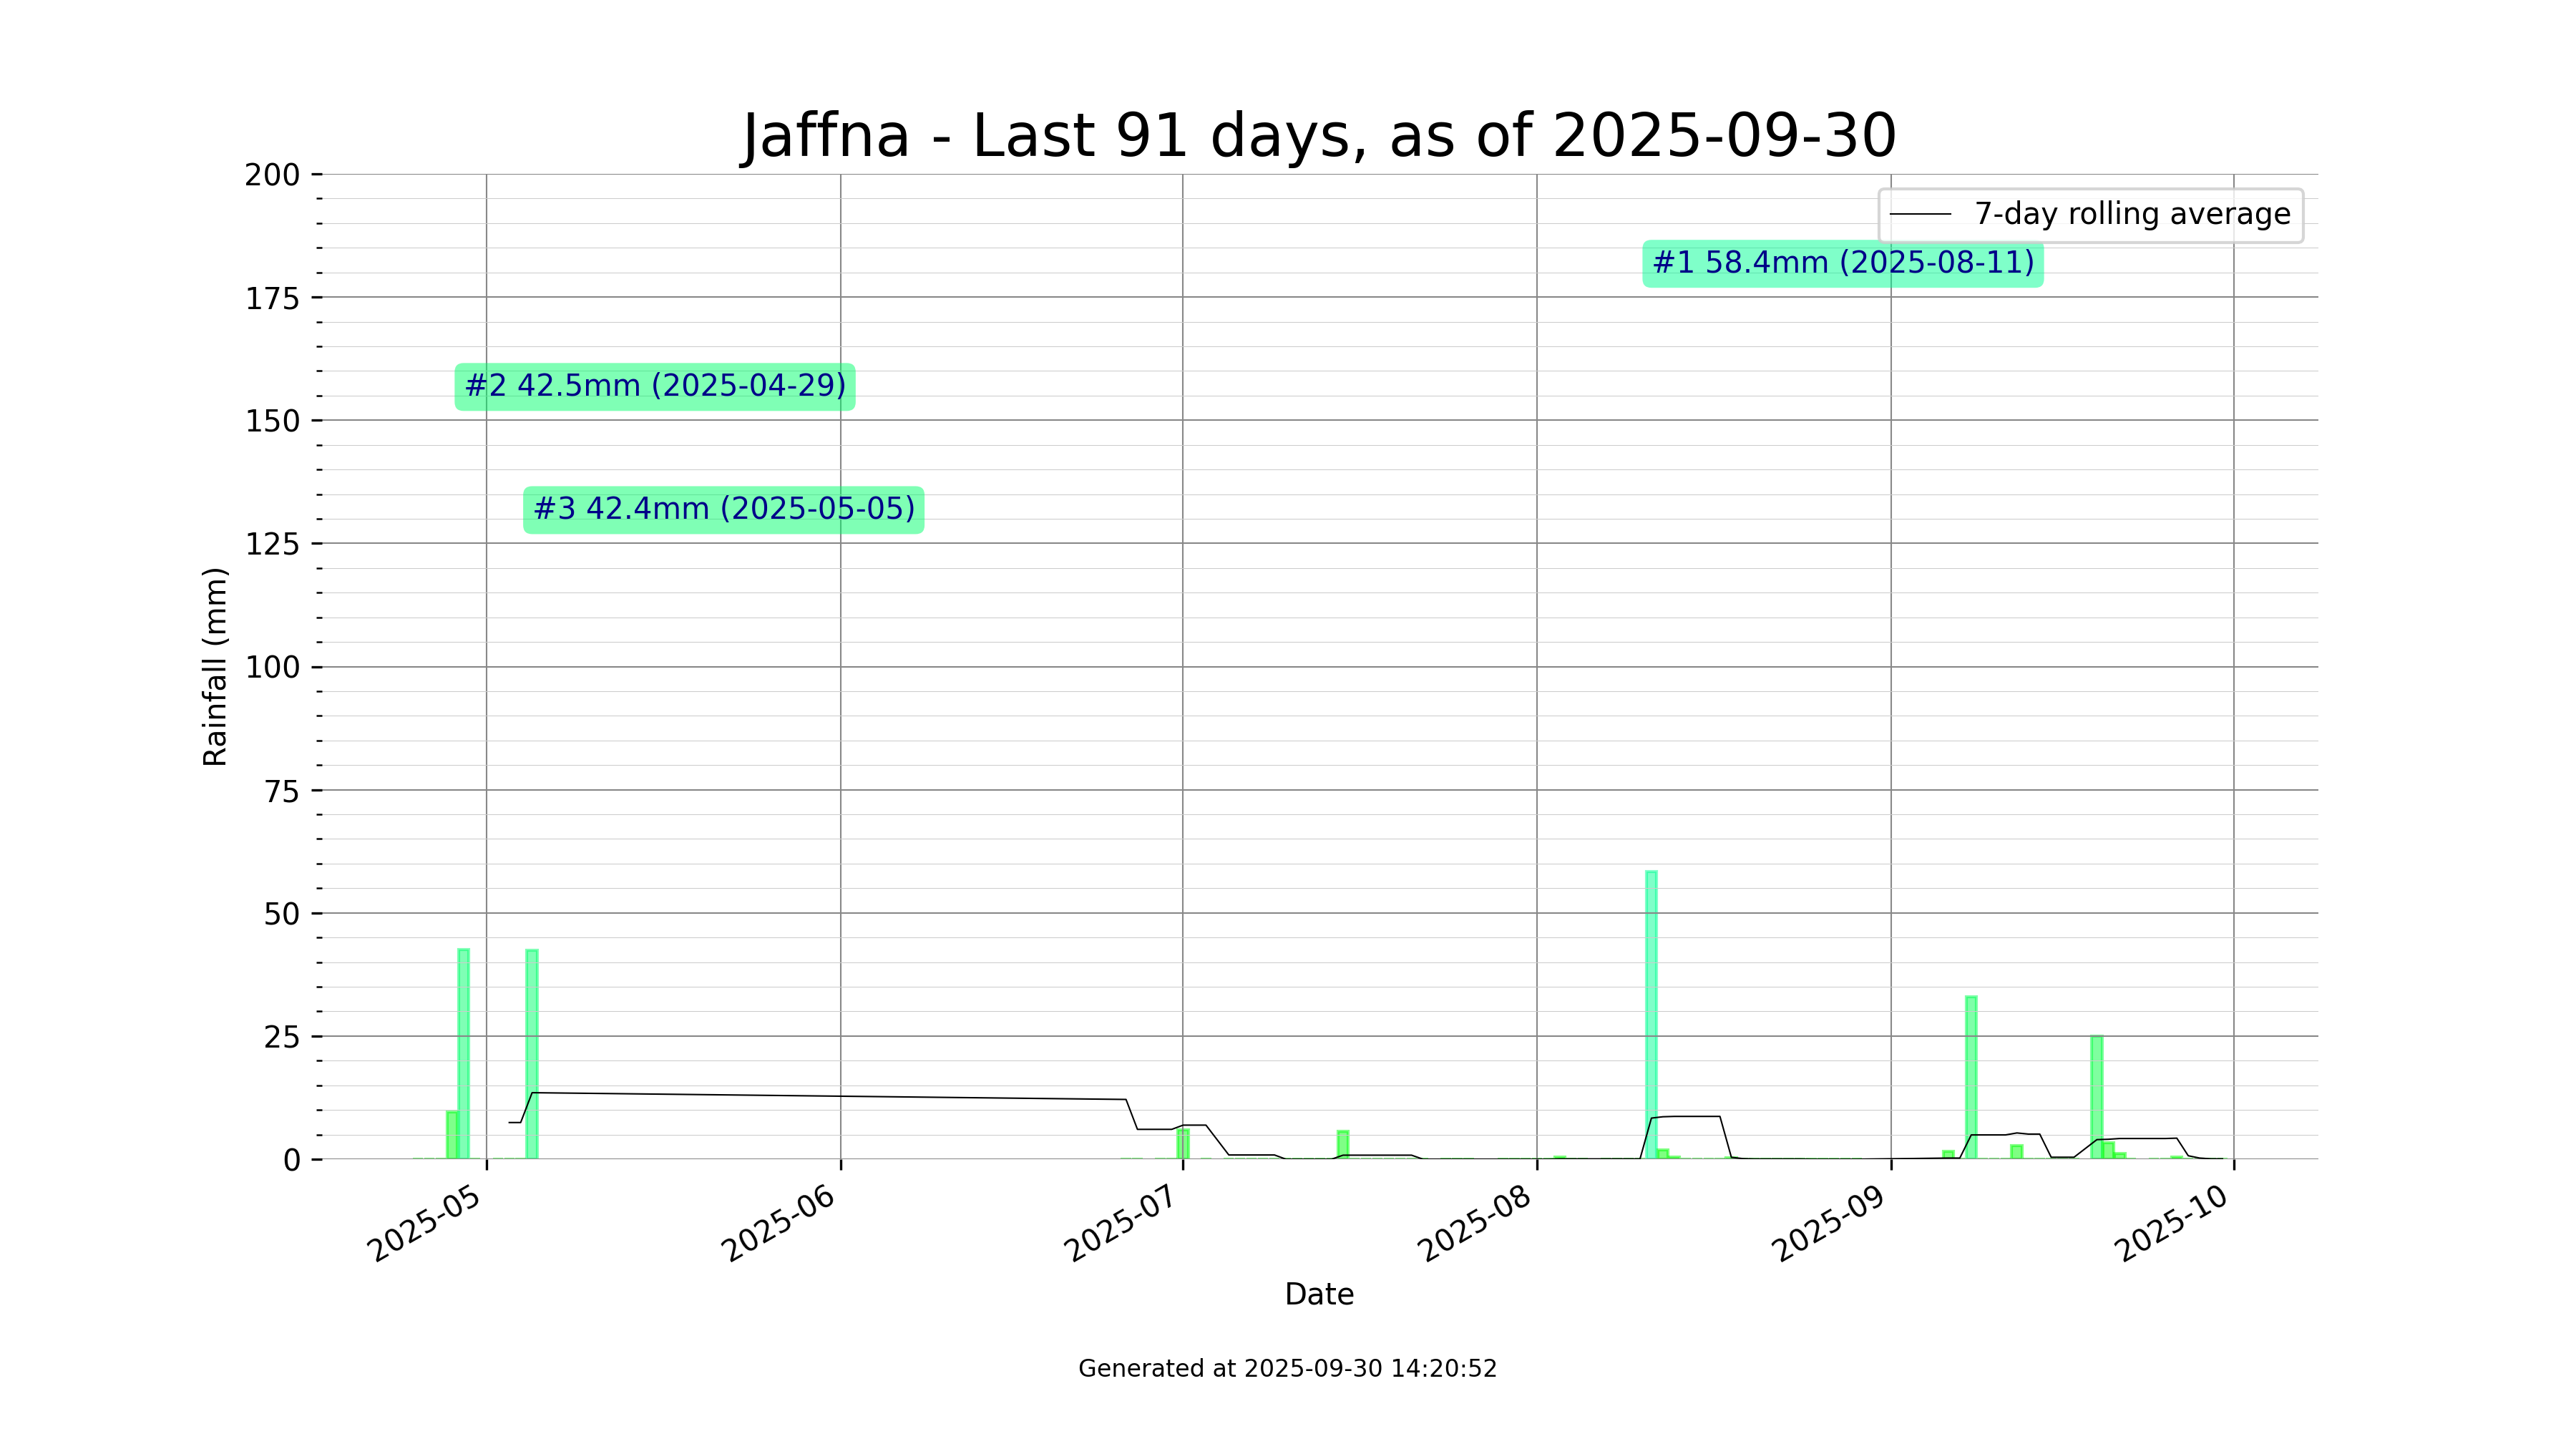 Jaffna - Last 91 days, as of 2025-09-30
7-day rolling average
#1 58.4mm (2025-08-11)
#2 42.5mm (2025-04-29)
#3 42.4mm (2025-05-05)
Rainfall (mm)
200
175
150
125
100
75
50
25
0
2025-05
2025-06
2025-07
2025-08
2025-09
2025-10
Date
Generated at 2025-09-30 14:20:52